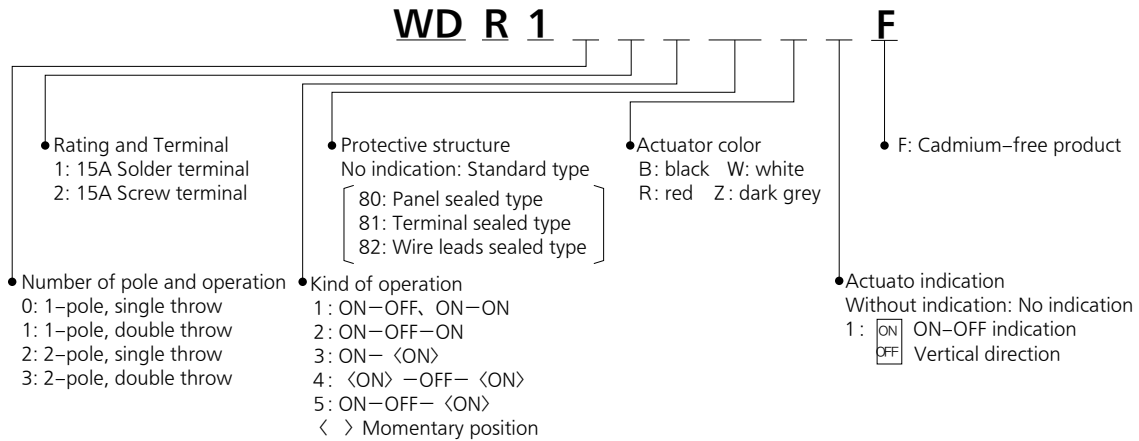 WD R 1 F
Rating and Terminal
1: 15A Solder terminal
2: 15A Screw terminal
Protective structure
No indication: Standard type
80: Panel sealed type
81: Terminal sealed type
82: Wire leads sealed type
Actuator color
B: black W: white
R: red Z: dark grey
F: Cadmium–free product
Number of pole and operation
0: 1–pole, single throw
1: 1–pole, double throw
2: 2–pole, single throw
3: 2–pole, double throw
Kind of operation
1: ON−OFF、ON−ON
2: ON−OFF−ON
3: ON−〈ON〉
4: 〈ON〉−OFF−〈ON〉
5: ON−OFF−〈ON〉
〈 〉 Momentary position
Actuato indication
Without indication: No indication
1: ON ON–OFF indication
OFF Vertical direction